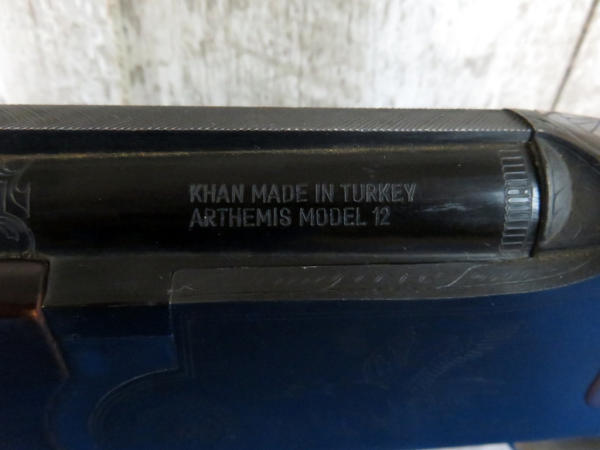 KHAN MADE IN TURKEY
ARTHEMIS MODEL 12